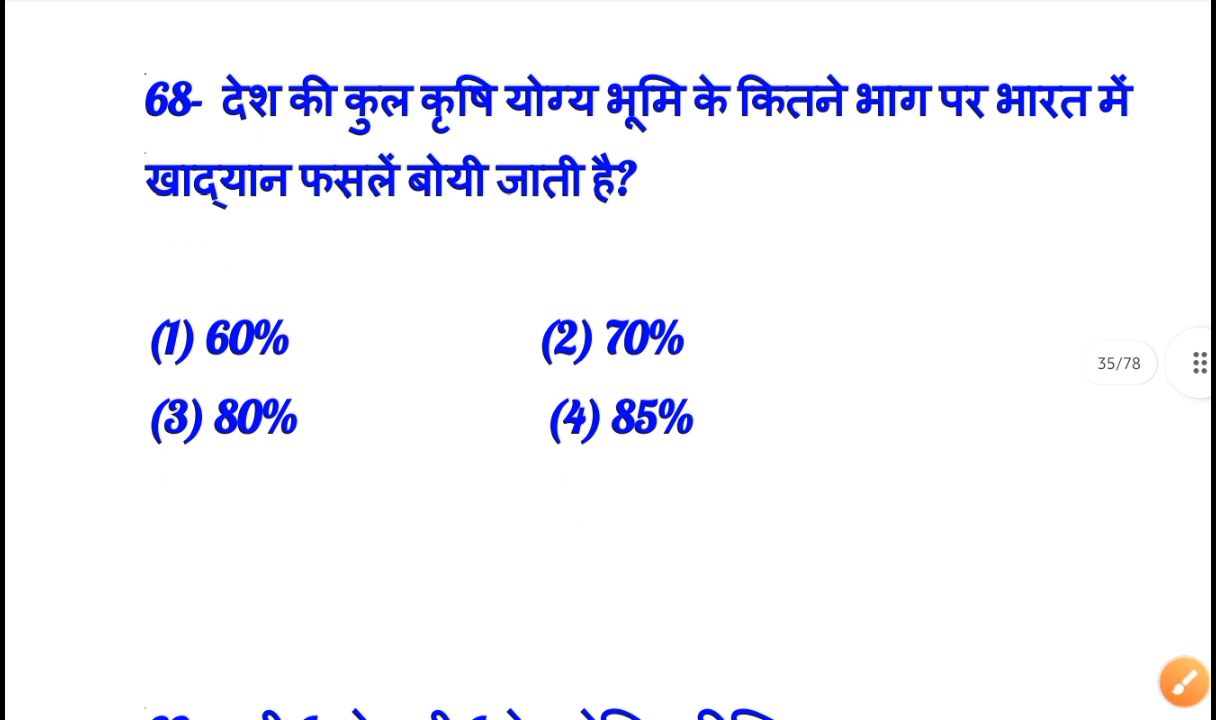 68- देश की कुल कृषि योग्य भूमि के कितने भाग पर भारत में
खाद्यान फसलें बोयी जाती है?
(1) 60% (2) 70%
35/78
(3) 80% (4) 85%